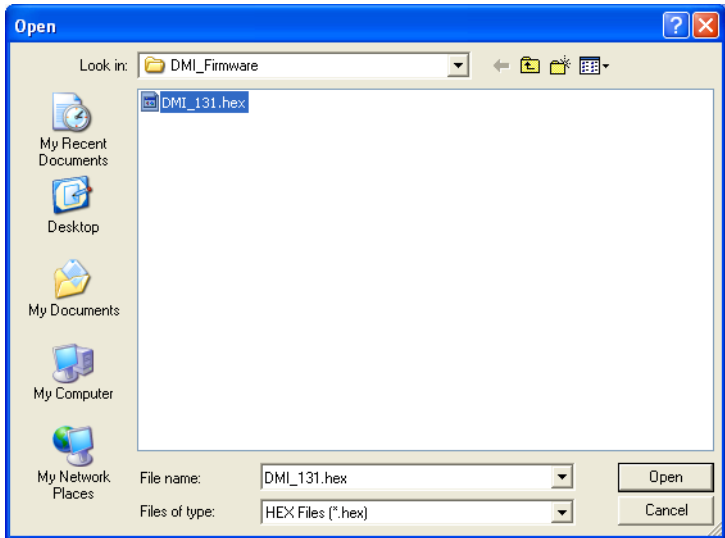 Open
Look in: DMI_Firmware
DMI_131.hex
My Recent
Documents
Desktop
My Documents
My Computer
My Network
Places
File name: DMI_131.hex Open
Files of type: HEX Files (*.hex) Cancel